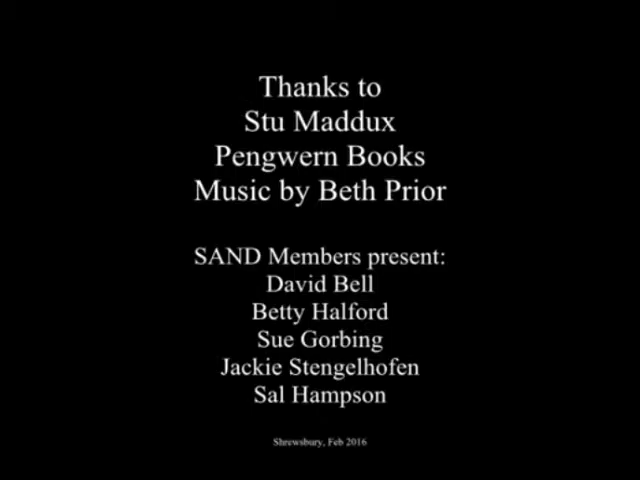 Thanks to
Stu Maddux
Pengwern Books
Music by Beth Prior
SAND Members present:
David Bell
Betty Halford
Sue Gorbing
Jackie Stengelhofen
Sal Hampson
Shrewsbury, Feb 2016